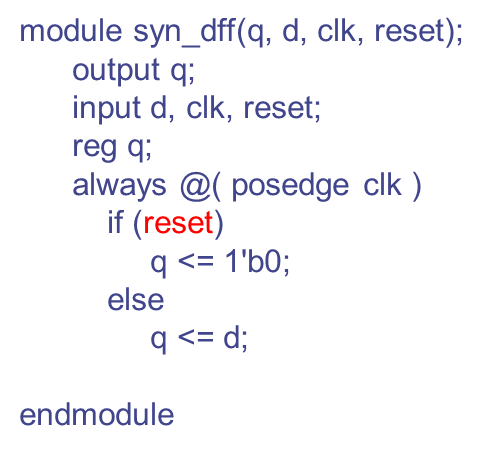 module syn_dff(q, d, clk, reset);
output q;
input d, clk, reset;
reg q;
always @( posedge clk )
if (reset)
q <= 1'b0;
else
q <= d;
endmodule